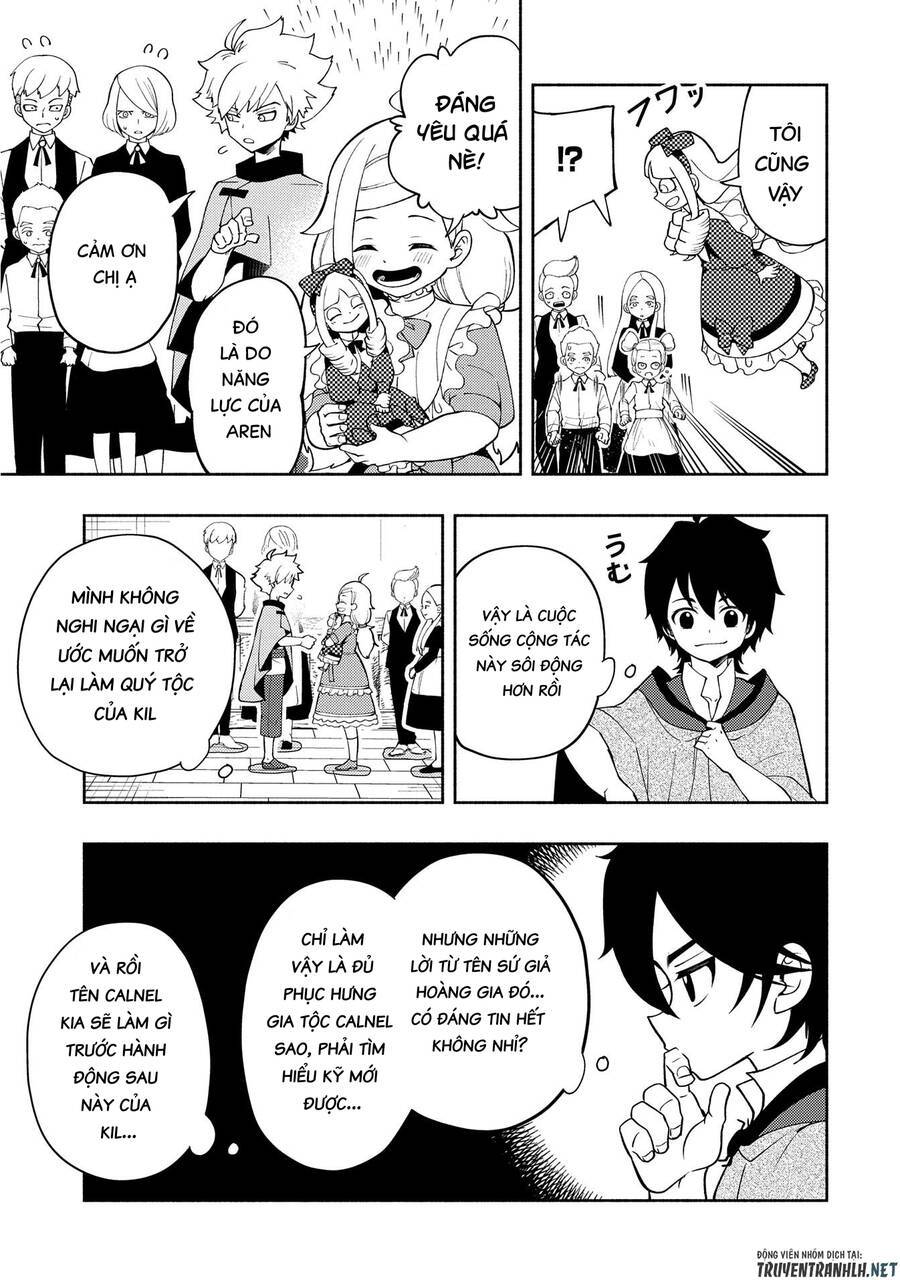 TÔI
CŨNG
VẬY
フワッ
!?
ĐÁNG
YÊU QUÁ
NÈ!
CẢM ƠN
CHỊ Ạ
ĐÓ
LÀ DO
NĂNG
LỰC CỦA
AREN
うむ
VẬY LÀ CUỘC
SỐNG CỘNG TÁC
NÀY SÔI ĐỘNG
HƠN RỒI
MÌNH KHÔNG
NGHI NGẠI GÌ VỀ
ƯỚC MUỐN TRỞ
LẠI LÀM QUÝ TỘC
CỦA KIL
NHƯNG NHỮNG
LỜI TỪ TÊN SỨ GIẢ
HOÀNG GIA ĐÓ...
CÓ ĐÁNG TIN HẾT
KHÔNG NHỈ?
CHỈ LÀM
VẬY LÀ ĐỦ
PHỤC HƯNG
GIA TỘC CALNEL
SAO, PHẢI TÌM
HIỂU KỸ MỚI
ĐƯỢC...
VÀ RỒI
TÊN CALNEL
KIA SẼ LÀM GÌ
TRƯỚC HÀNH
ĐỘNG SAU
NÀY CỦA
KIL...
ĐỘNG VIÊN NHÓM DỊCH TẠI:
TRUYENTRANHLH.NET